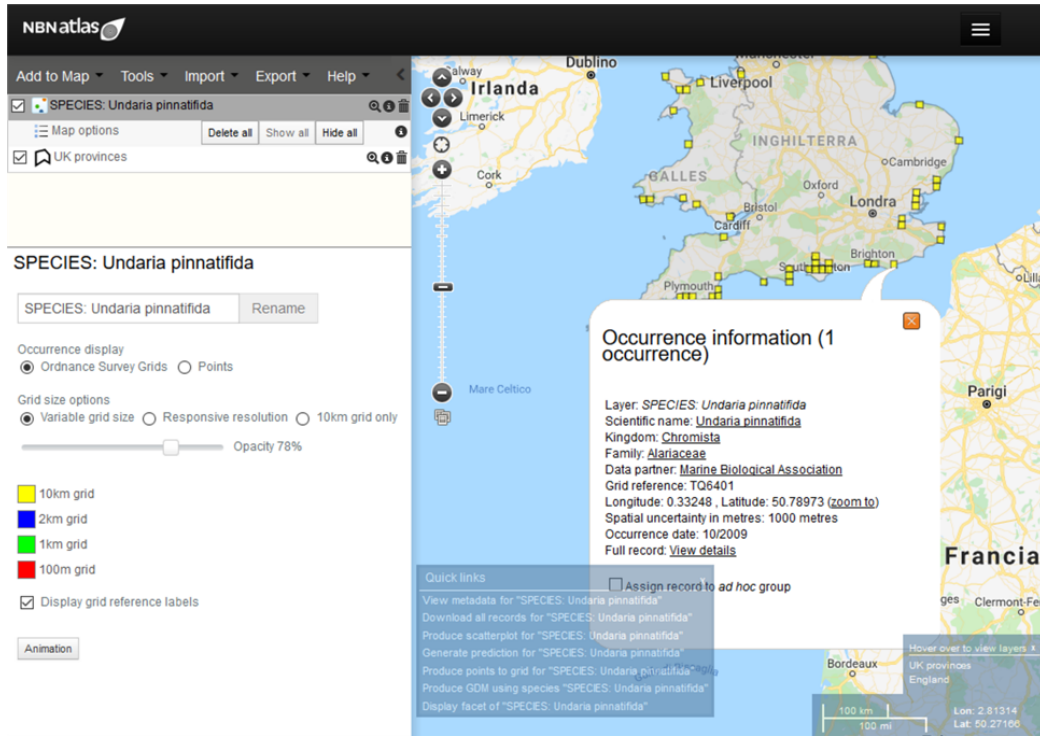 NBN atlas
Add to Map Tools Import Export Help
SPECIES: Undaria pinnatifida
Map options Delete all Show all Hide all
UK provinces
SPECIES: Undaria pinnatifida
SPECIES: Undaria pinnatifida Rename
Occurrence display
Ordnance Survey Grids Points
Grid size options
Variable grid size Responsive resolution 10km grid only
Opacity 78%
10km grid
2km grid
1km grid
100m grid
Display grid reference labels
Animation
Dublino
Irlanda
Limerick
Cork
Liverpool
INGHILTERRA
Cambridge
GALLES
Oxford
Londra
Bristol
Cardiff
Brighton
Plymouth
Mare Celtico
Parigi
Francia
Clermont-Fe
Bordeaux
Occurrence information (1
occurrence)
Layer: SPECIES: Undaria pinnatifida
Scientific name: Undaria pinnatifida
Kingdom: Chromista
Family: Alariaceae
Data partner: Marine Biological Association
Grid reference: TQ6401
Longitude: 0.33248 , Latitude: 50.78973 (zoom to)
Spatial uncertainty in metres: 1000 metres
Occurrence date: 10/2009
Full record: View details
Assign record to ad hoc group
Quick links x
View metadata for "SPECIES: Undaria pinnatifida"
Download all records for "SPECIES: Undaria pinnatifida"
Produce scatterplot for "SPECIES: Undaria pinnatifida"
Generate prediction for "SPECIES: Undaria pinnatifida"
Produce points to grid for "SPECIES: Undaria pinnatifida"
Produce GDM using species "SPECIES: Undaria pinnatifida"
Display facet of "SPECIES: Undaria pinnatifida"
Hover over to view layers x
UK provinces
England
100 km
100 mi
Lon: 2.81314
Lat: 50.27166